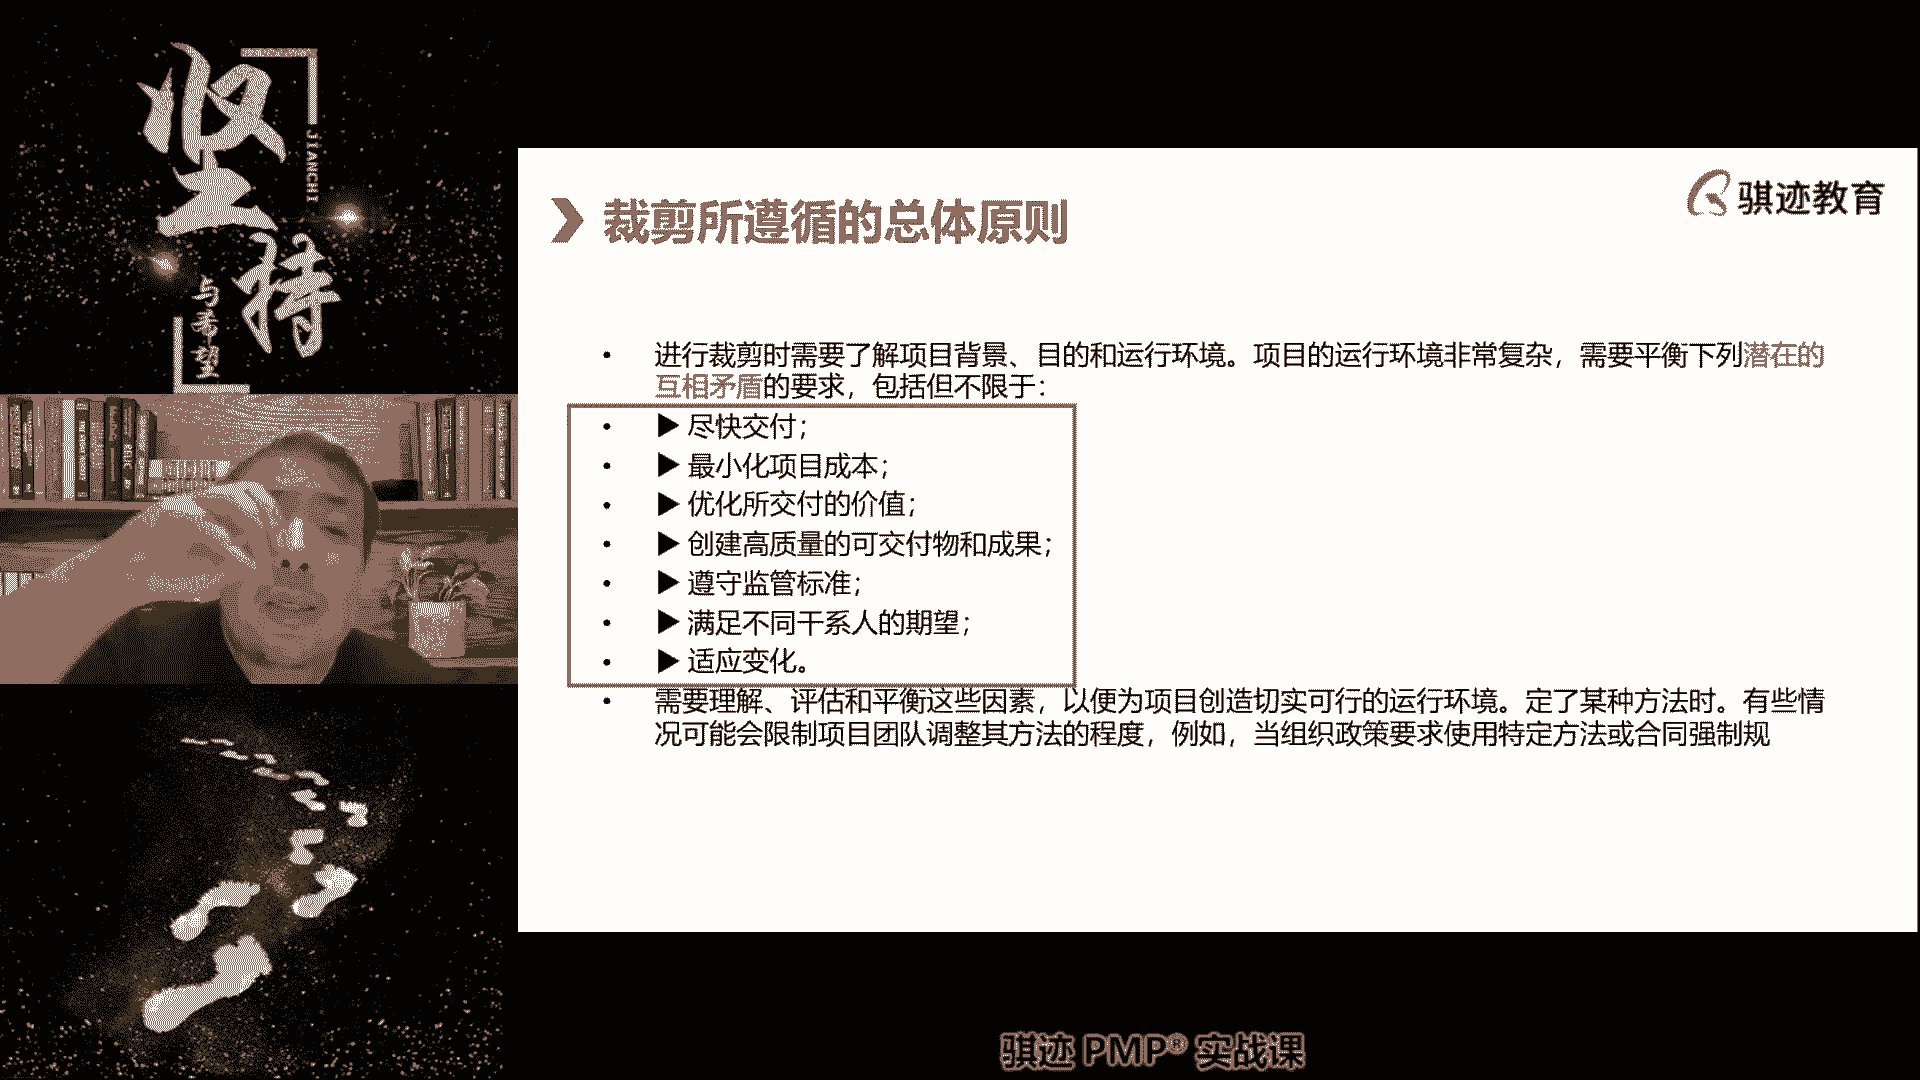 坚持
JIANCHI
与希望
骐迹教育
裁剪所遵循的总体原则
• 进行裁剪时需要了解项目背景、目的和运行环境。项目的运行环境非常复杂，需要平衡下列潜在的
互相矛盾的要求，包括但不限于：
• ▶ 尽快交付；
• ▶ 最小化项目成本；
• ▶ 优化所交付的价值；
• ▶ 创建高质量的可交付物和成果；
• ▶ 遵守监管标准；
• ▶ 满足不同干系人的期望；
• ▶ 适应变化。
• 需要理解、评估和平衡这些因素，以便为项目创造切实可行的运行环境。定了某种方法时。有些情
况可能会限制项目团队调整其方法的程度，例如，当组织政策要求使用特定方法或合同强制规
骐迹 PMP® 实战课